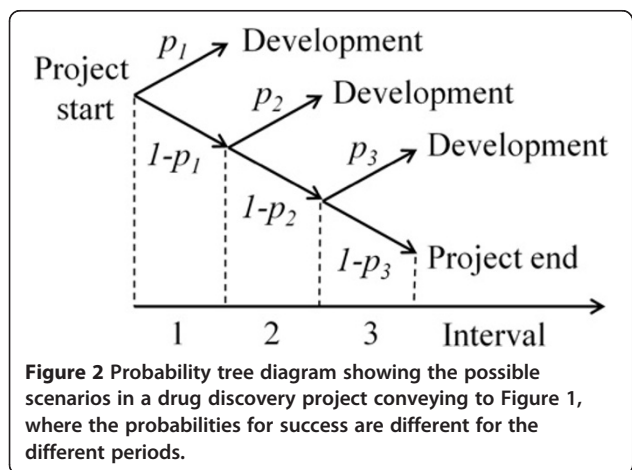 p1 Development
Project
start
p2 Development
p3 Development
1-p1
1-p2
1-p3 Project end
1 2 3 Interval
Figure 2 Probability tree diagram showing the possible
scenarios in a drug discovery project conveying to Figure 1,
where the probabilities for success are different for the
different periods.